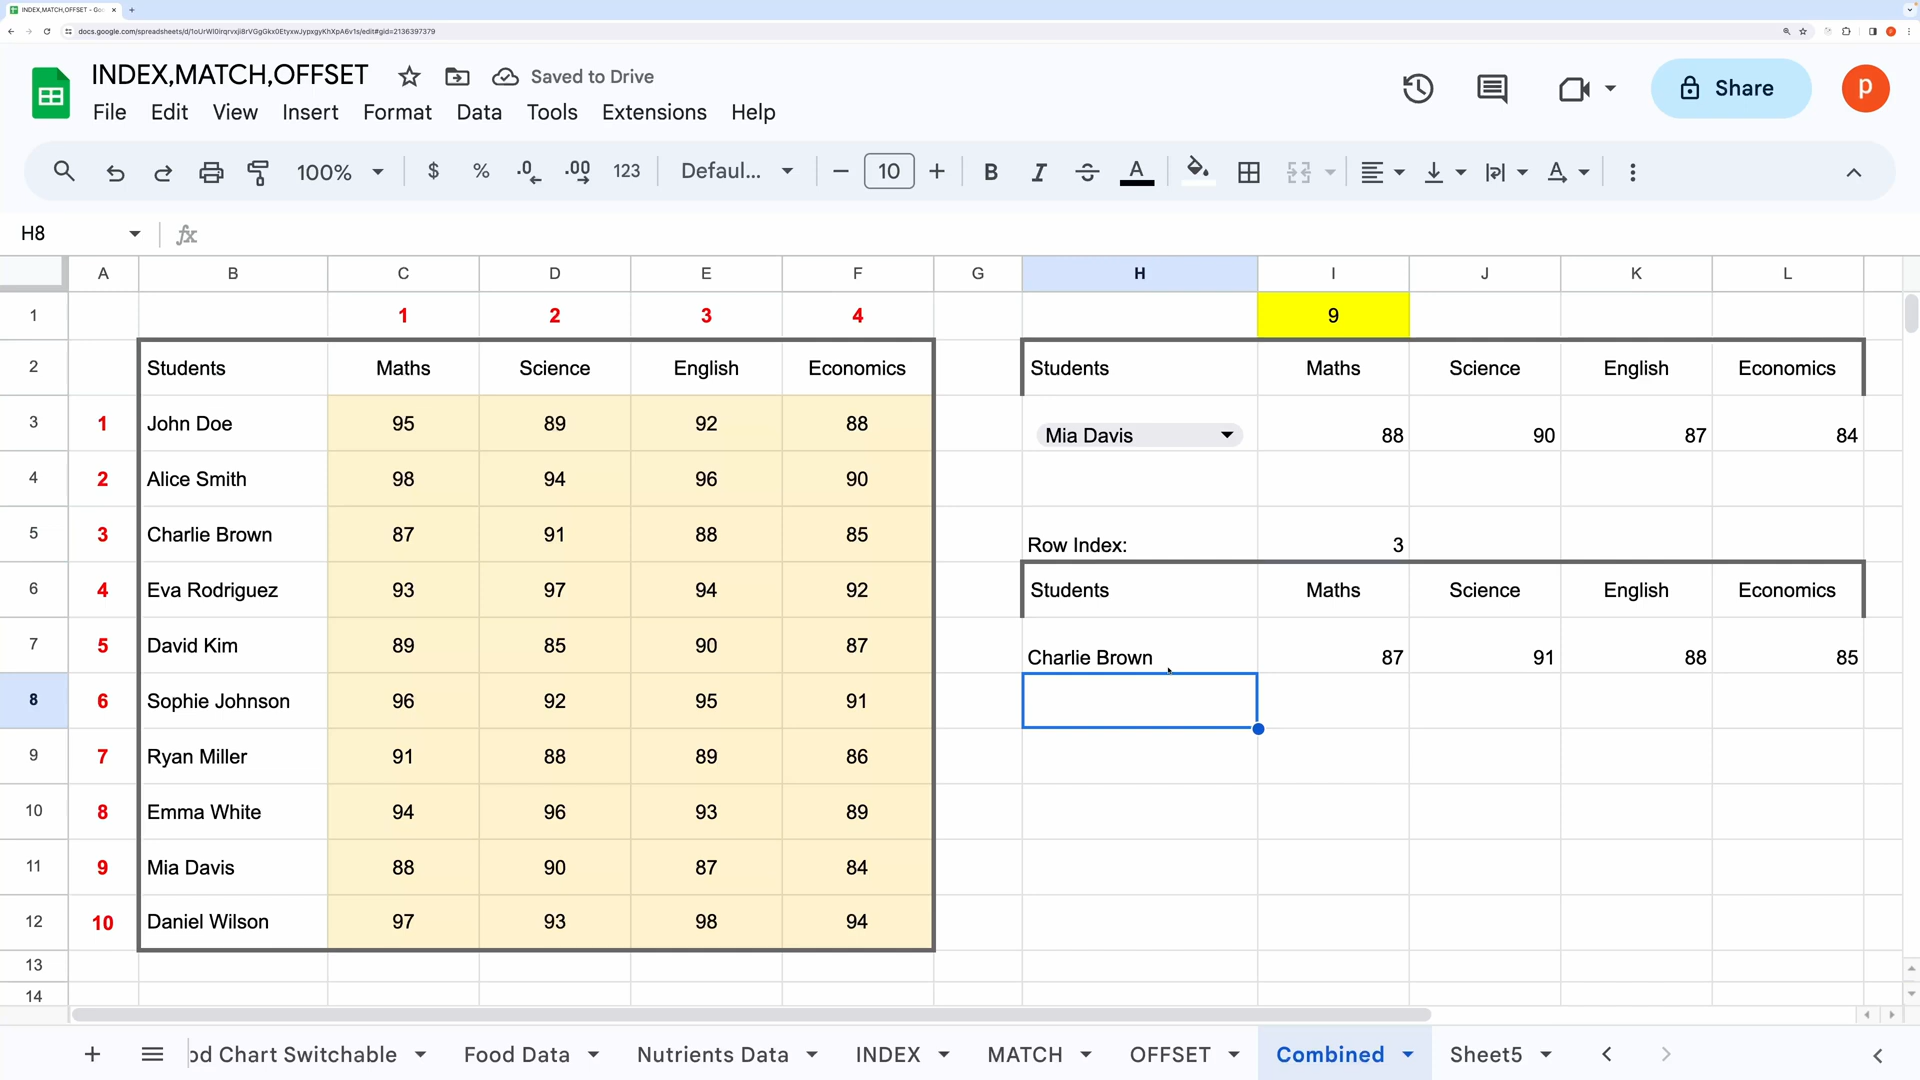 INDEX,MATCH,OFFSET - Goo
docs.google.com/spreadsheets/d/
INDEX,MATCH,OFFSET Saved to Drive
File Edit View Insert Format Data Tools Extensions Help
Share
p
100% $ % .0 .00 123 Defaul... 10 B I A
H8 fx
A B C D E F G H I J K L
1 1 2 3 4 9
2 Students Maths Science English Economics Students Maths Science English Economics
3 1 John Doe 95 89 92 88 Mia Davis 88 90 87 84
4 2 Alice Smith 98 94 96 90
5 3 Charlie Brown 87 91 88 85 Row Index: 3
6 4 Eva Rodriguez 93 97 94 92 Students Maths Science English Economics
7 5 David Kim 89 85 90 87 Charlie Brown 87 91 88 85
8 6 Sophie Johnson 96 92 95 91
9 7 Ryan Miller 91 88 89 86
10 8 Emma White 94 96 93 89
11 9 Mia Davis 88 90 87 84
12 10 Daniel Wilson 97 93 98 94
13
14
od Chart Switchable Food Data Nutrients Data INDEX MATCH OFFSET Combined Sheet5